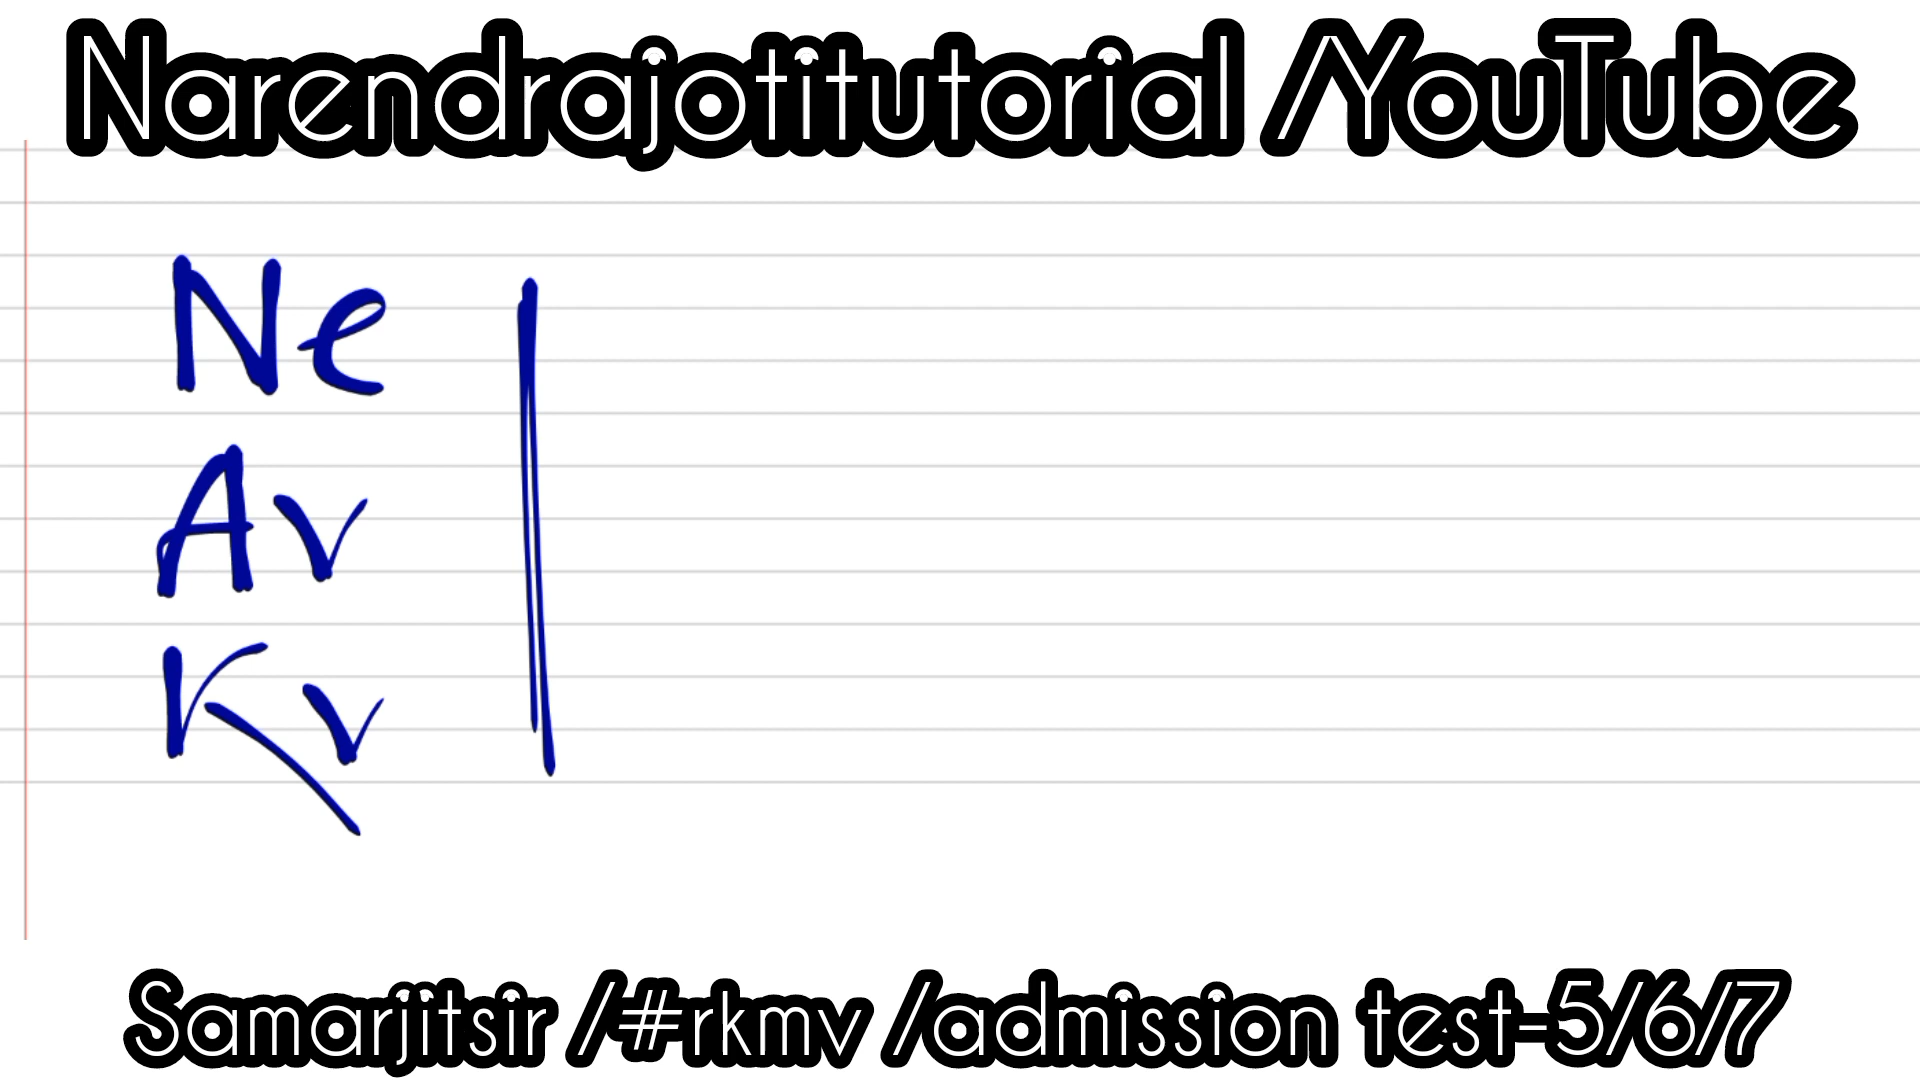 Narendrajotitutorial /YouTube
Ne
Av
Kv
Samarjitsir /#rkmv /admission test=5/6/7